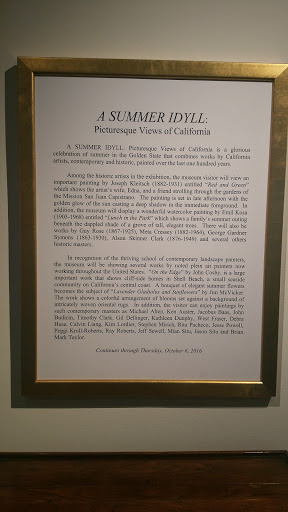 A SUMMER IDYLL:
Picturesque Views of California
A SUMMER IDYLL: Picturesque Views of California is a glorious
celebration of summer in the Golden State that combines works by California
artists, contemporary and historic, painted over the last one hundred years.
Among the historic artists in the exhibition, the museum visitor will view an
important painting by Joseph Kleitsch (1882-1931) entitled "Red and Green"
which shows the artist's wife, Edna, and a friend strolling through the gardens of
the Mission San Juan Capistrano. The painting is set in late afternoon with the
golden glow of the sun casting a deep shadow in the immediate foreground. In
addition, the museum will display a wonderful watercolor painting by Emil Kosa
(1903-1968) entitled "Lunch in the Park" which shows a family's summer outing
beneath the dappled shade of a grove of tall, elegant trees. There will also be
works by Guy Rose (1867-1925), Meta Cressey (1882-1964), George Gardner
Symons (1863-1930), Alson Skinner Clark (1876-1949) and several others
historic masters.
In recognition of the thriving school of contemporary landscape painters,
the museum will be showing several works by noted plein air painters now
working throughout the United States. "On the Edge" by John Cosby, is a large
important work that shows cliff-side homes in Shell Beach, a small seaside
community on California's central coast. A bouquet of elegant summer flowers
becomes the subject of "Lavender Gladiolas and Sunflowers" by Jim McVicker.
The work shows a colorful arrangement of blooms set against a background of
intricately woven oriental rugs. In addition, the visitor can enjoy paintings by
such contemporary masters as Michael Alten, Ken Auster, Jacobus Baas, John
Budicin, Timothy Clark, Gil Dellinger, Kathleen Dunphy, West Fraser, Debra
Huse, Calvin Liang, Kim Lordier, Stephen Mirich, Rita Pacheco, Jesse Powell,
Peggi Kroll-Roberts, Ray Roberts, Jeff Sewell, Mian Situ, Jason Situ and Brian
Mark Taylor.
Continues through Thursday, October 6, 2016